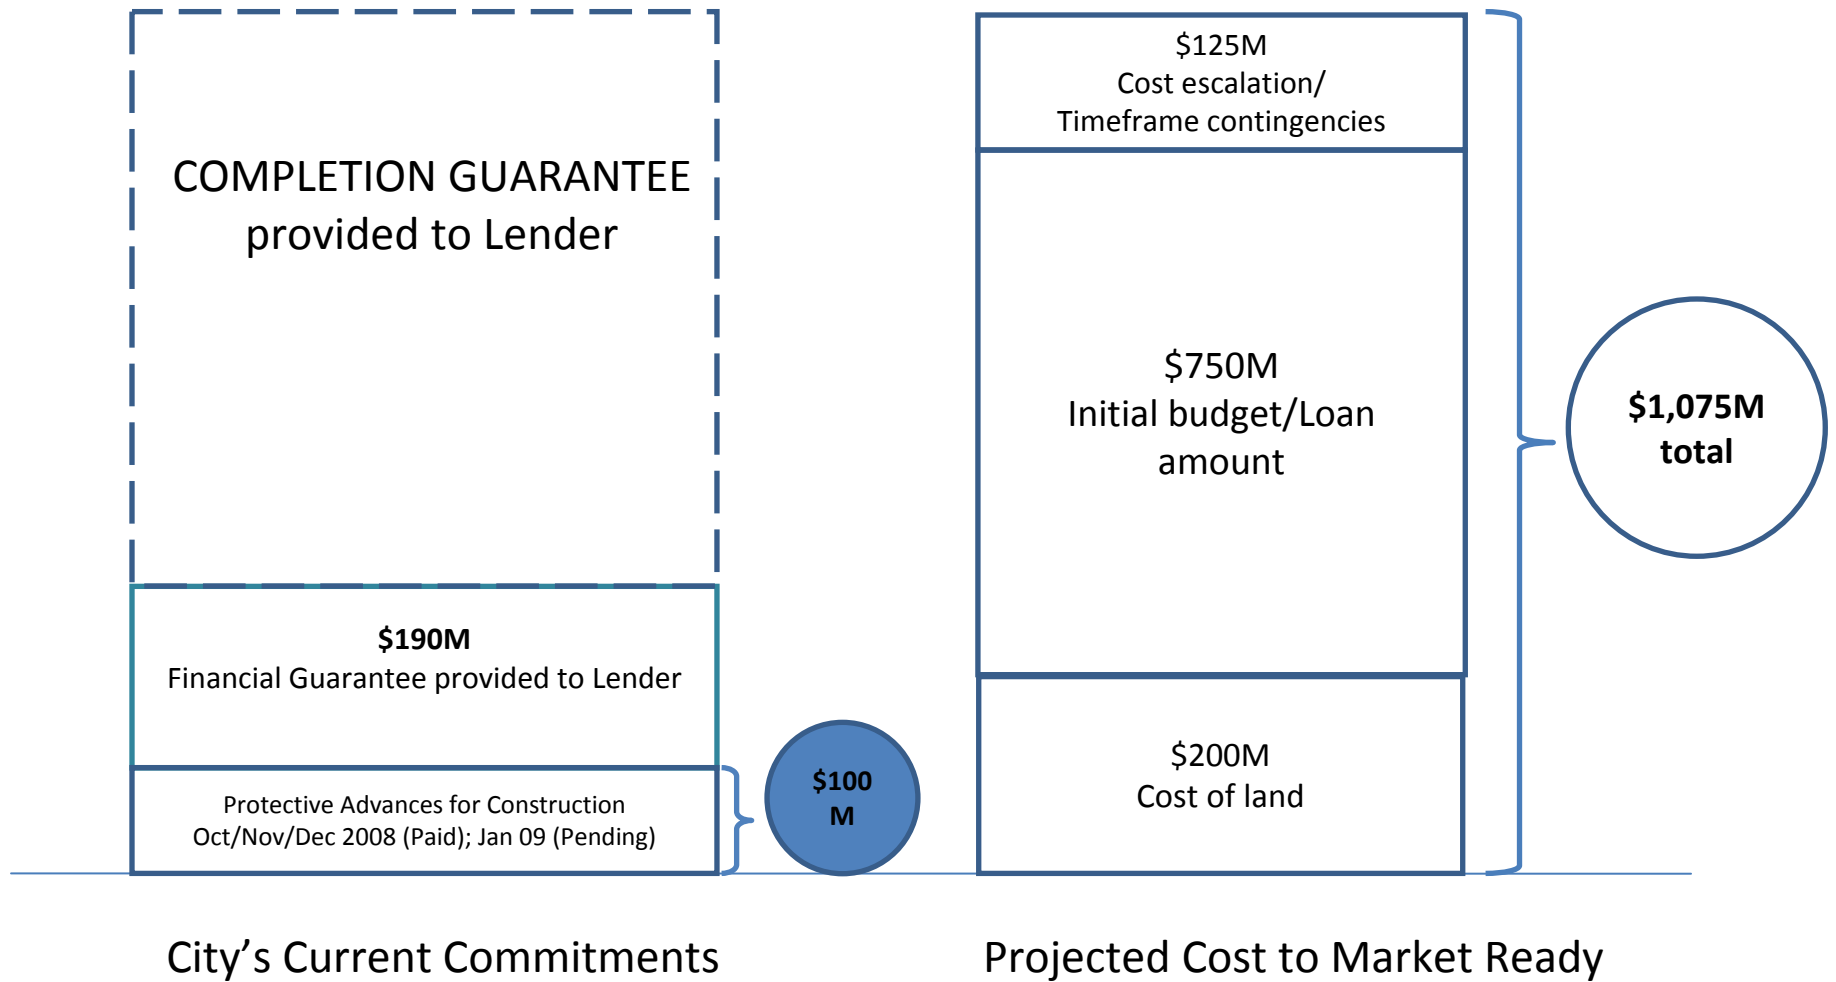 COMPLETION GUARANTEE
provided to Lender
$190M
Financial Guarantee provided to Lender
Protective Advances for Construction
Oct/Nov/Dec 2008 (Paid); Jan 09 (Pending)
$100
M
City’s Current Commitments
$125M
Cost escalation/
Timeframe contingencies
$750M
Initial budget/Loan
amount
$200M
Cost of land
$1,075M
total
Projected Cost to Market Ready